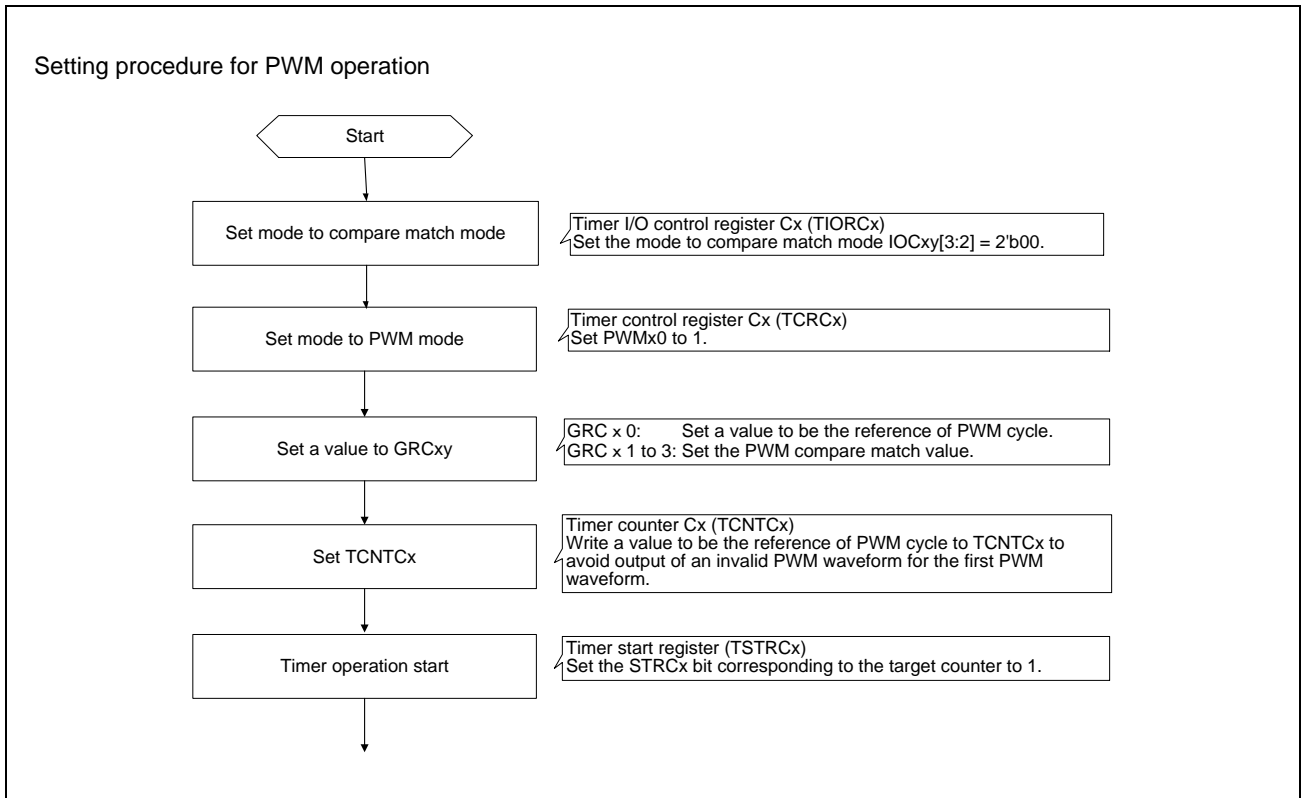 Setting procedure for PWM operation
Start
Set mode to compare match mode
Timer I/O control register Cx (TIORCx)
Set the mode to compare match mode IOCxy[3:2] = 2'b00.
Set mode to PWM mode
Timer control register Cx (TCRCx)
Set PWMx0 to 1.
Set a value to GRCxy
GRC x 0: Set a value to be the reference of PWM cycle.
GRC x 1 to 3: Set the PWM compare match value.
Set TCNTCx
Timer counter Cx (TCNTCx)
Write a value to be the reference of PWM cycle to TCNTCx to
avoid output of an invalid PWM waveform for the first PWM
waveform.
Timer operation start
Timer start register (TSTRCx)
Set the STRCx bit corresponding to the target counter to 1.